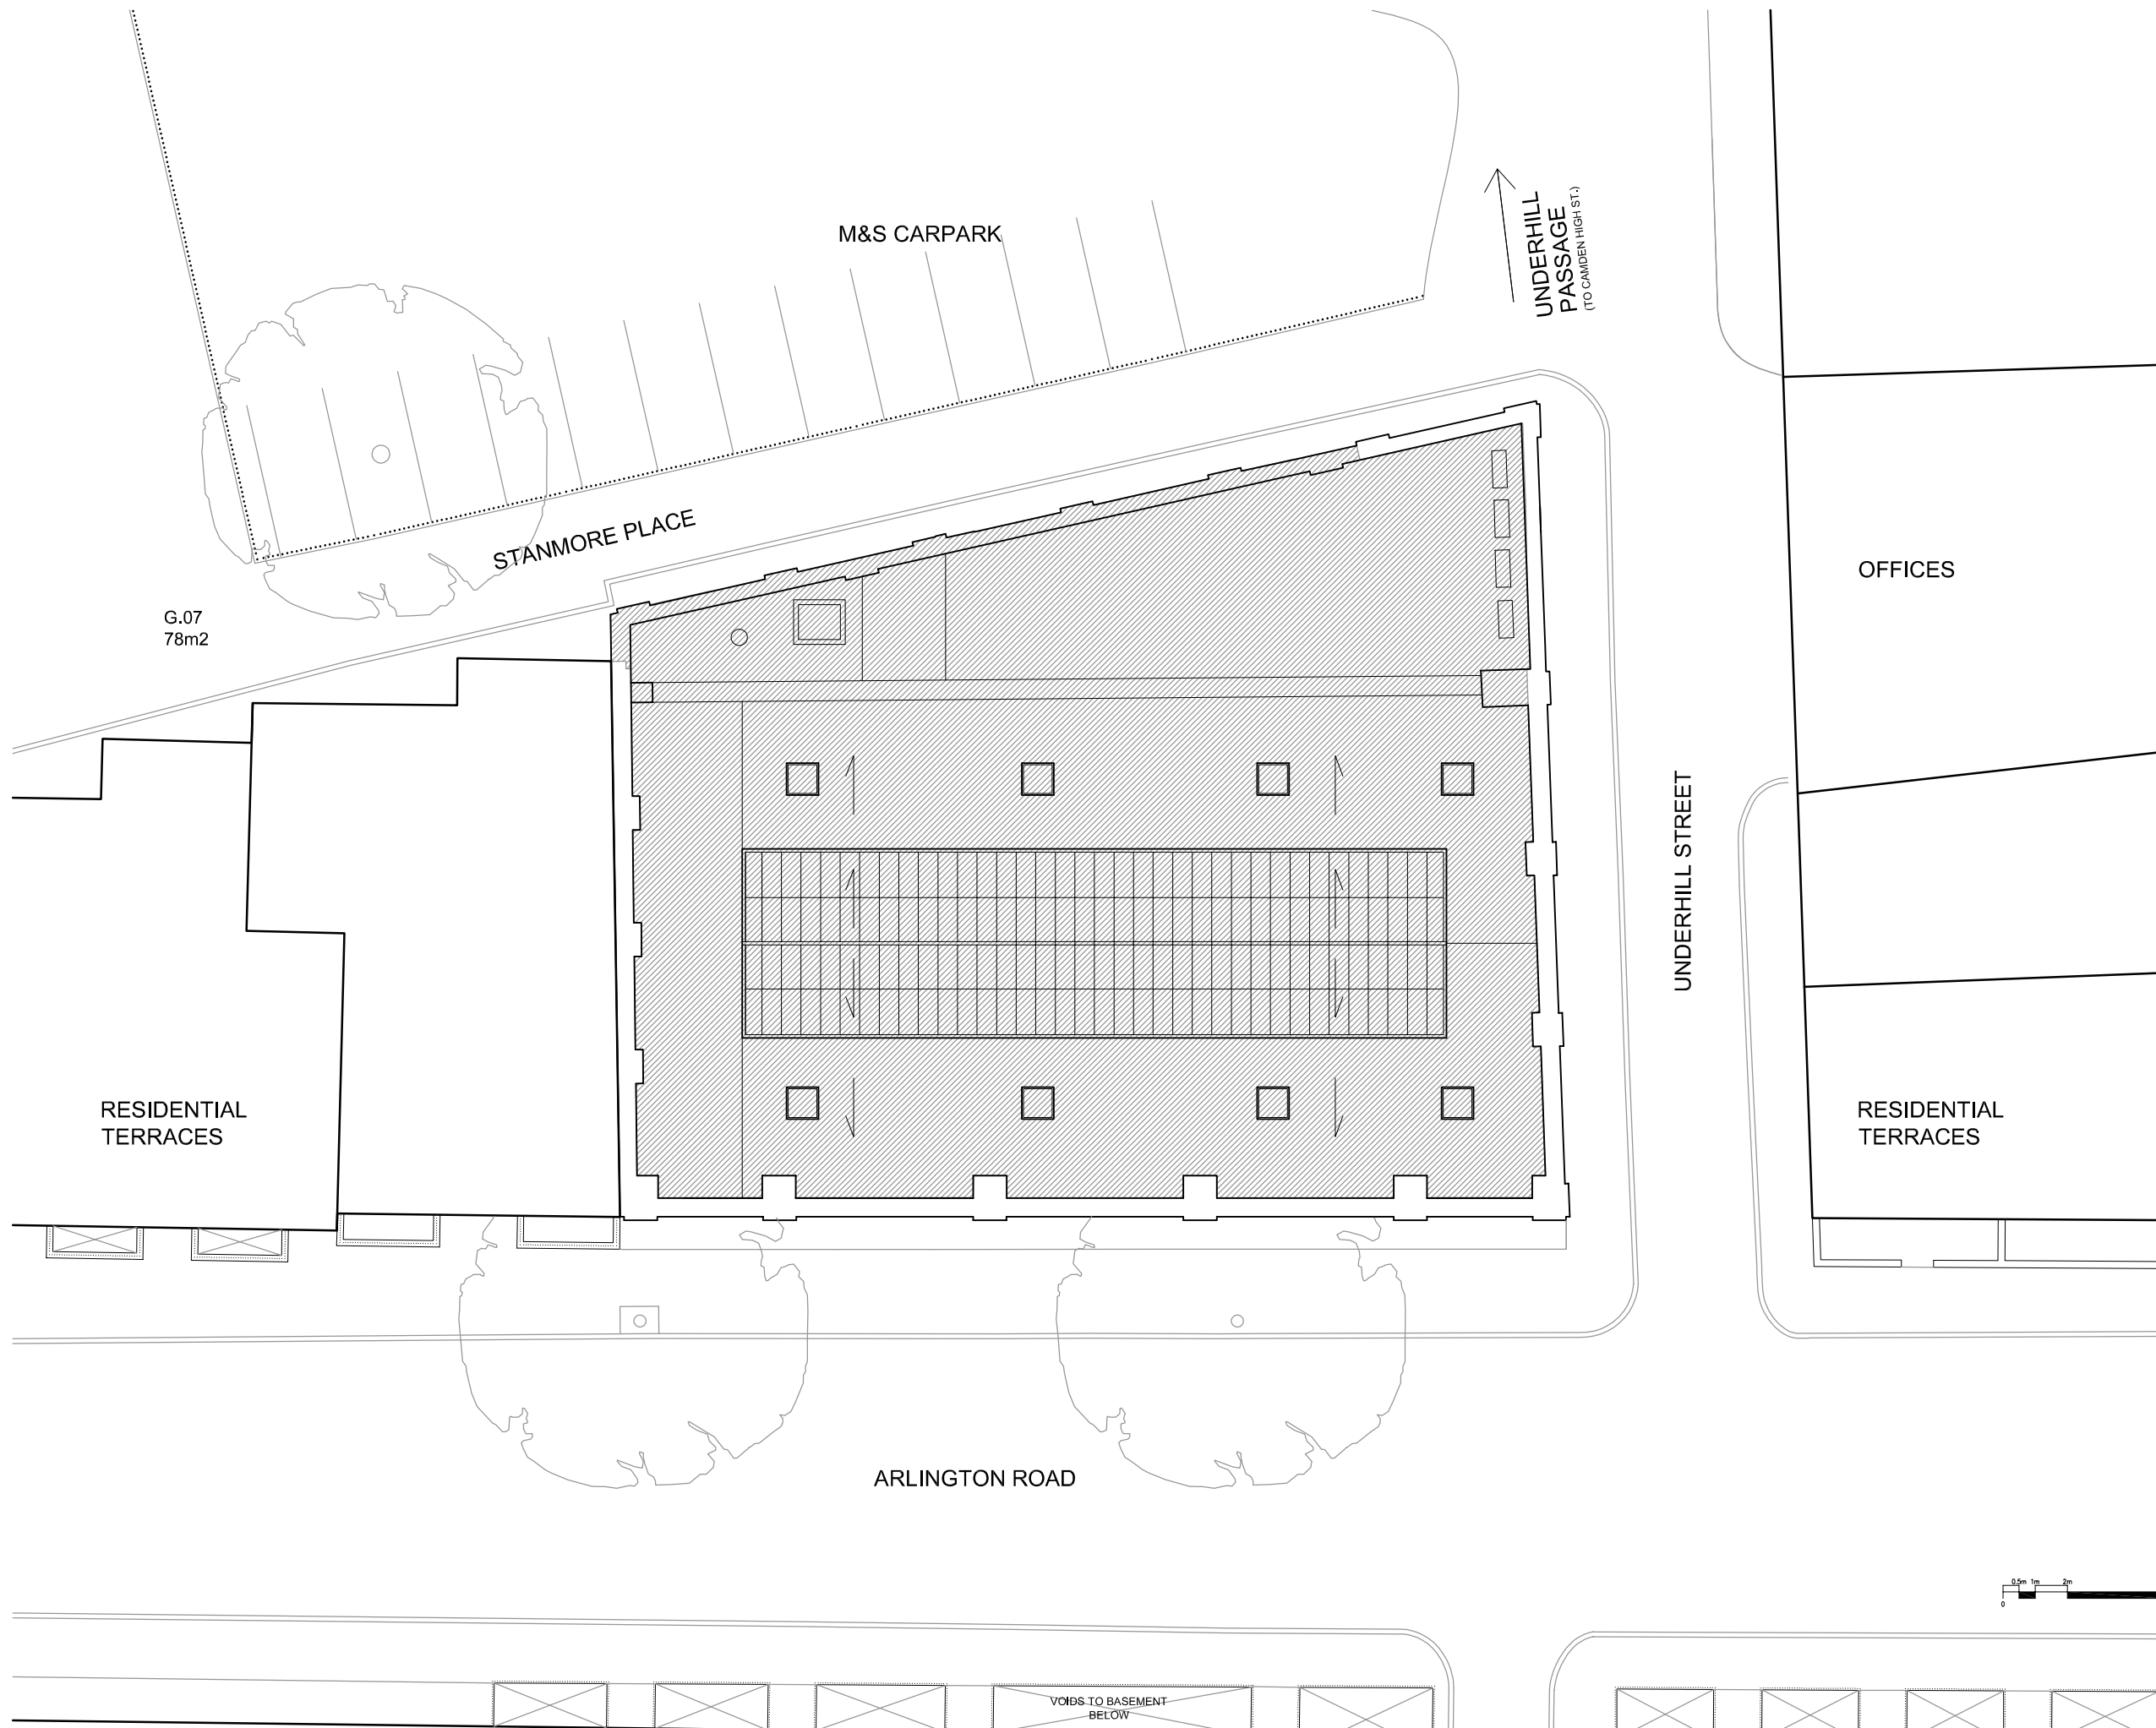 M&S CARPARK
UNDERHILL
PASSAGE
(TO CAMDEN HIGH ST.)
STANMORE PLACE
OFFICES
G.07
78m2
UNDERHILL STREET
RESIDENTIAL
TERRACES
RESIDENTIAL
TERRACES
ARLINGTON ROAD
0.5m 1m 2m
0
VOIDS TO BASEMENT
BELOW